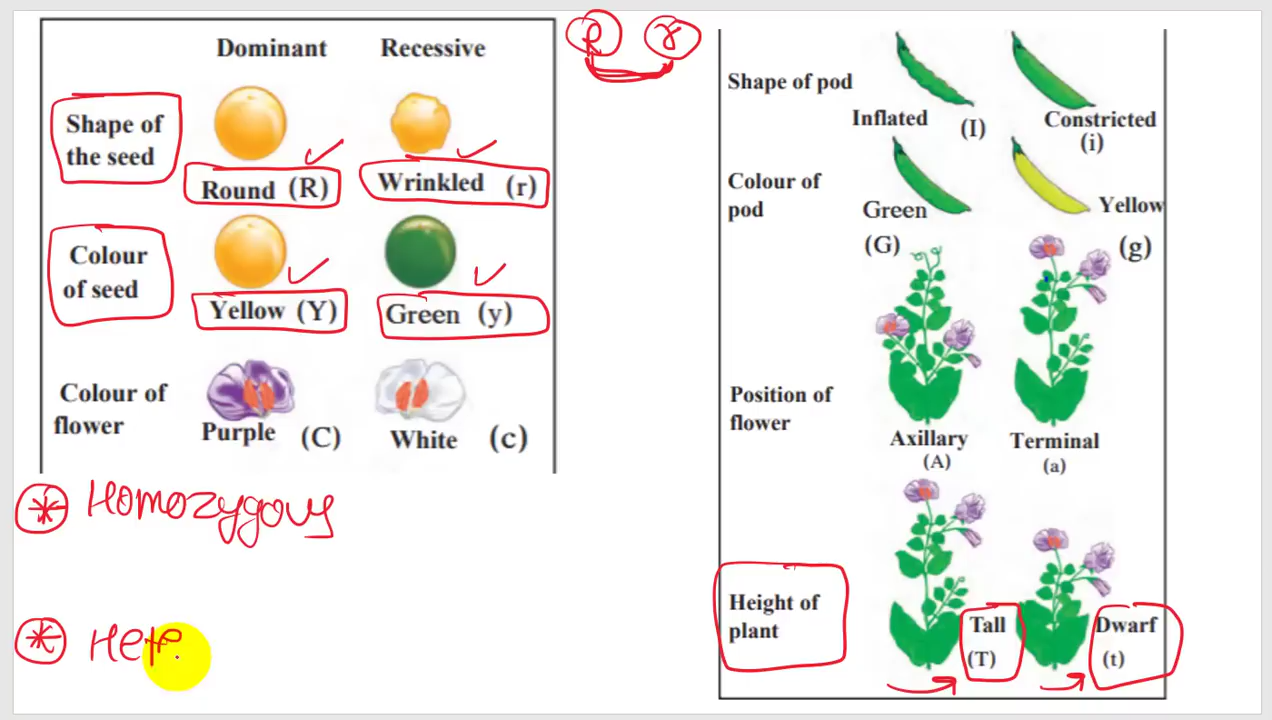 Dominant Recessive
Shape of
the seed
Round (R) Wrinkled (r)
Colour
of seed
Yellow (Y) Green (y)
Colour of
flower
Purple (C) White (c)
* Homozygous
* Hete
R r
Shape of pod
Inflated (I) Constricted
(i)
Colour of
pod
Green Yellow
(G) (g)
Position of
flower
Axillary Terminal
(A) (a)
Height of
plant
Tall Dwarf
(T) (t)